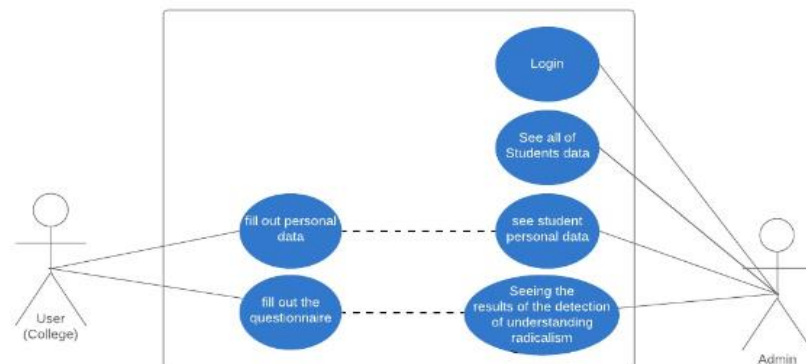 Login
See all of
Students data
fill out personal
data
see student
personal data
fill out the
questionnaire
Seeing the
results of the detection
of understanding
radicalism
User
(College)
Admin